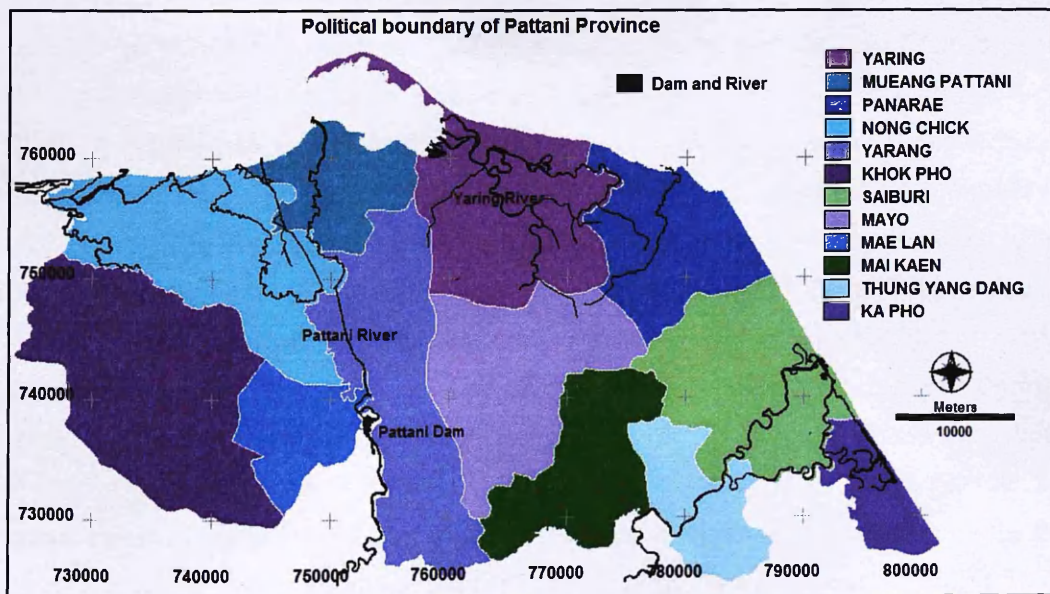 Political boundary of Pattani Province
Dam and River
YARING
MUEANG PATTANI
PANARAE
NONG CHICK
YARANG
KHOK PHO
SAIBURI
MAYO
MAE LAN
MAI KAEN
THUNG YANG DANG
KA PHO
760000
Yaring River
750000
Pattani River
740000
Pattani Dam
730000
Meters
10000
730000
740000
750000
760000
770000
780000
790000
800000